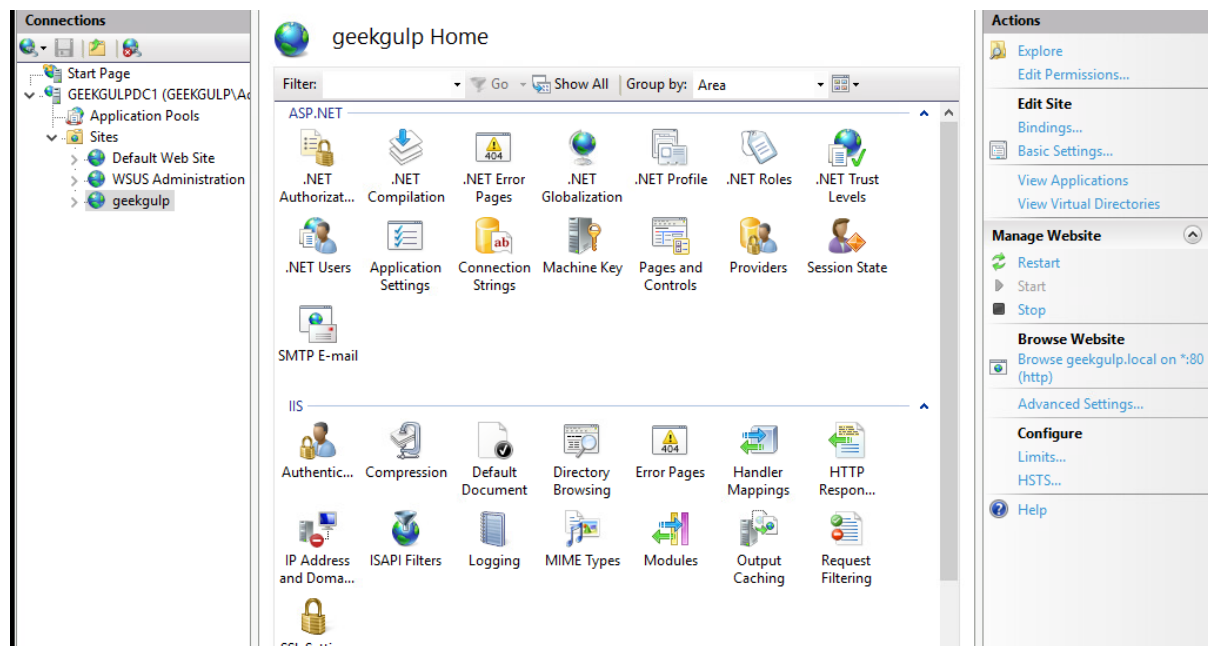 Connections
Start Page
GEEKGULPDC1 (GEEKGULP\Ad
Application Pools
Sites
Default Web Site
WSUS Administration
geekgulp
geekgulp Home
Filter: Go Show All Group by: Area
ASP.NET
.NET Authorizat...
.NET Compilation
.NET Error Pages
.NET Globalization
.NET Profile
.NET Roles
.NET Trust Levels
.NET Users
Application Settings
Connection Strings
Machine Key
Pages and Controls
Providers
Session State
SMTP E-mail
IIS
Authentic...
Compression
Default Document
Directory Browsing
Error Pages
Handler Mappings
HTTP Respon...
IP Address and Doma...
ISAPI Filters
Logging
MIME Types
Modules
Output Caching
Request Filtering
Actions
Explore
Edit Permissions...
Edit Site
Bindings...
Basic Settings...
View Applications
View Virtual Directories
Manage Website
Restart
Start
Stop
Browse Website
Browse geekgulp.local on *:80
(http)
Advanced Settings...
Configure
Limits...
HSTS...
Help